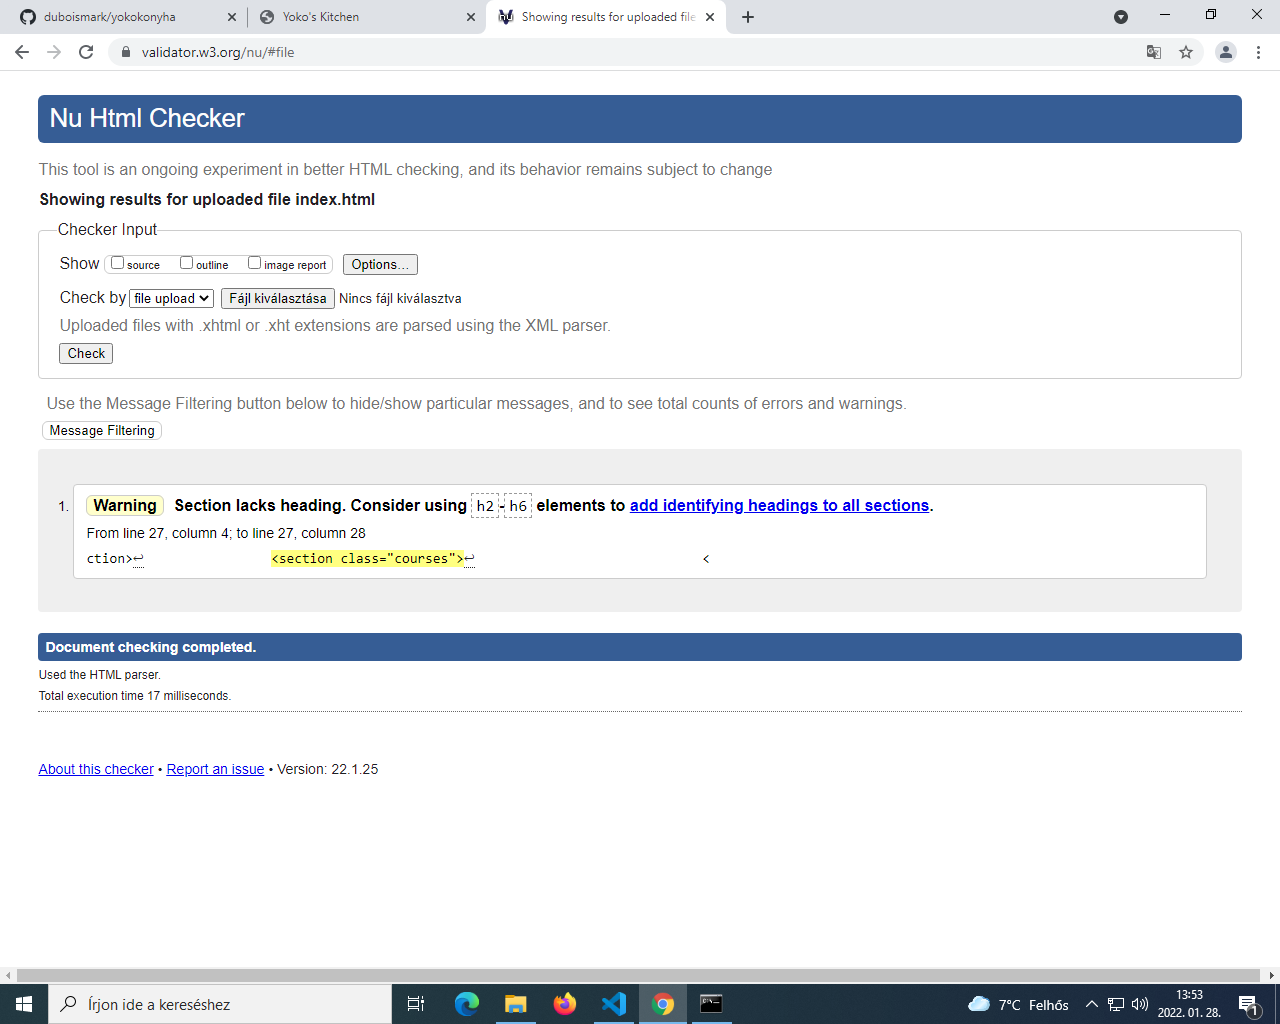 duboismark/yokokonyha
Yoko's Kitchen
Showing results for uploaded file
validator.w3.org/nu/#file
Nu Html Checker
This tool is an ongoing experiment in better HTML checking, and its behavior remains subject to change
Showing results for uploaded file index.html
Checker Input
Show source outline image report Options...
Check by file upload Fájl kiválasztása Nincs fájl kiválasztva
Uploaded files with .xhtml or .xht extensions are parsed using the XML parser.
Check
Use the Message Filtering button below to hide/show particular messages, and to see total counts of errors and warnings.
Message Filtering
1. Warning Section lacks heading. Consider using h2-h6 elements to add identifying headings to all sections.
From line 27, column 4; to line 27, column 28
ction>↩ <section class="courses">↩ <
Document checking completed.
Used the HTML parser.
Total execution time 17 milliseconds.
About this checker • Report an issue • Version: 22.1.25
Írjon ide a kereséshez
7°C Felhős
13:53
2022. 01. 28.
1